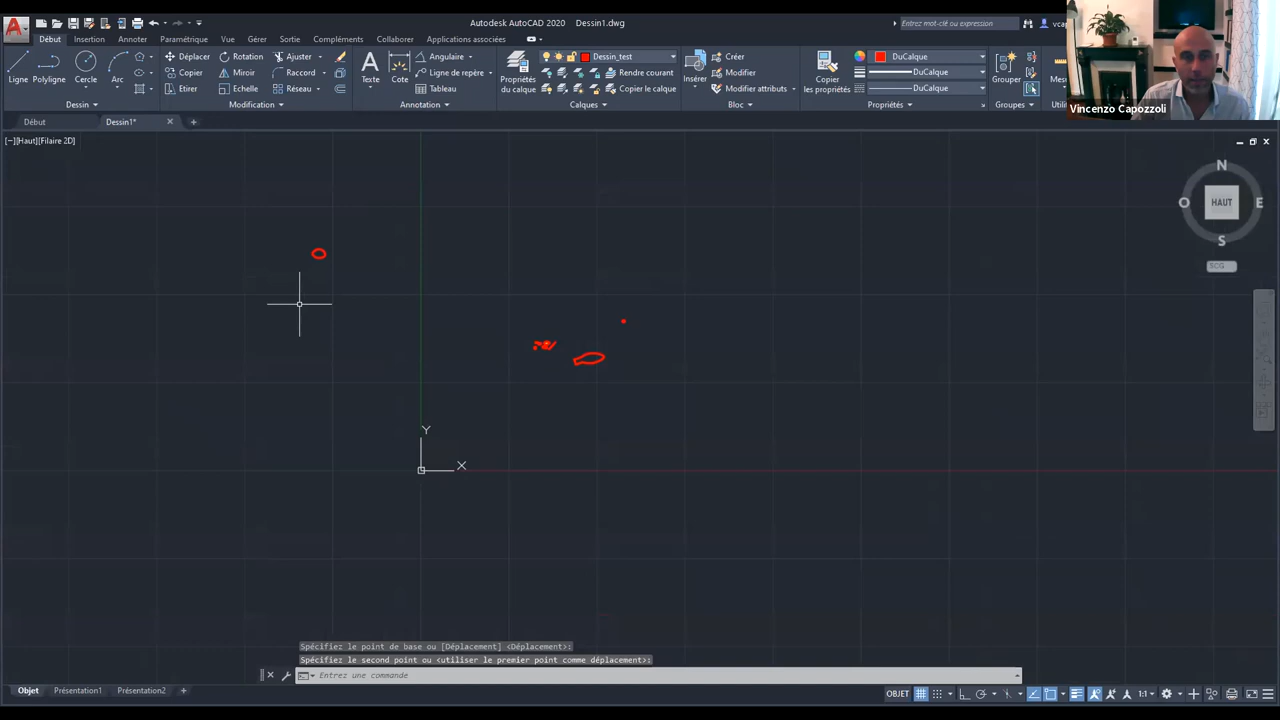 Autodesk AutoCAD 2020 Dessin1.dwg
Entrez mot-clé ou expression
Début Insertion Annoter Paramétrique Vue Gérer Sortie Compléments Collaborer Applications associées
Ligne Polyligne Cercle Arc
Déplacer Rotation Ajuster
Copier Miroir Raccord
Etirer Echelle Réseau
Texte Cote
Angulaire
Ligne de repère
Tableau
Propriétés du calque
Dessin_test
Rendre courant
Copier le calque
Insérer
Créer
Modifier
Modifier attributs
Copier les propriétés
DuCalque
DuCalque
DuCalque
Grouper
Dessin Modification Annotation Calques Bloc Propriétés Groupes
Vincenzo Capozzoli
Début Dessin1*
[−][Haut][Filaire 2D]
N
O HAUT E
S
SCG
Y
X
Spécifiez le point de base ou [Déplacement] <Déplacement>:
Spécifiez le second point ou <utiliser le premier point comme déplacement>:
Entrez une commande
Objet Présentation1 Présentation2
OBJET 1:1